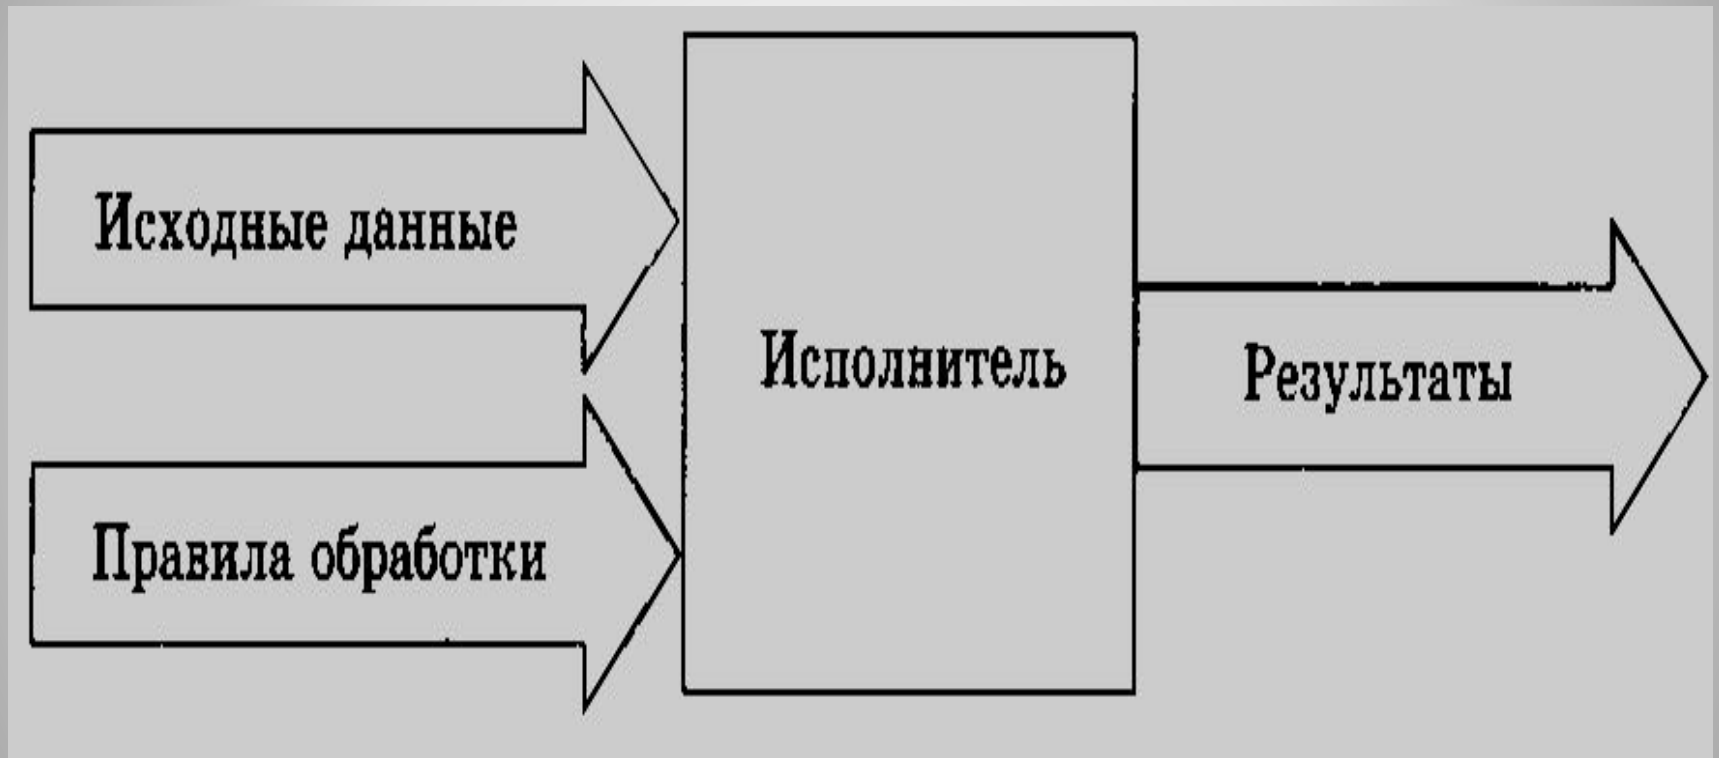 Исходные данные
Правила обработки
Исполнитель
Результаты